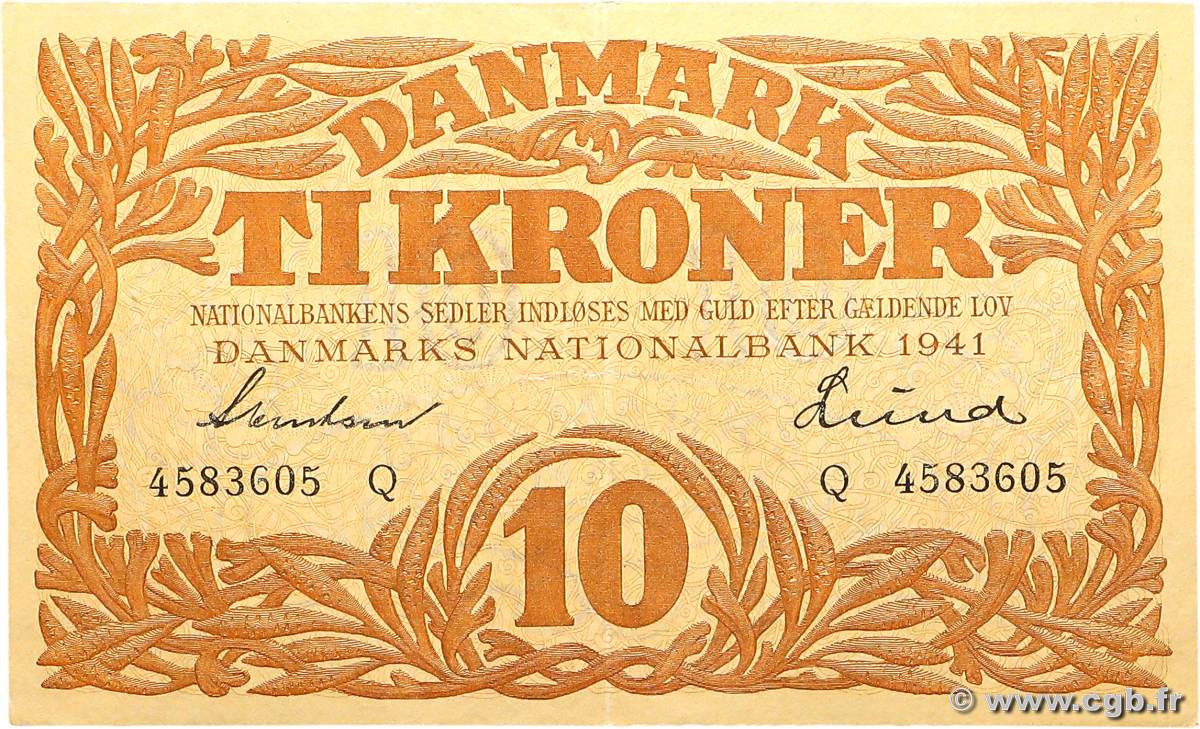 DANMARK
TI KRONER
NATIONALBANKENS SEDLER INDLØSES MED GULD EFTER GÆLDENDE LOV
DANMARKS NATIONALBANK 1941
Svendsen Lund
4583605 Q Q 4583605
10
© www.cgb.fr